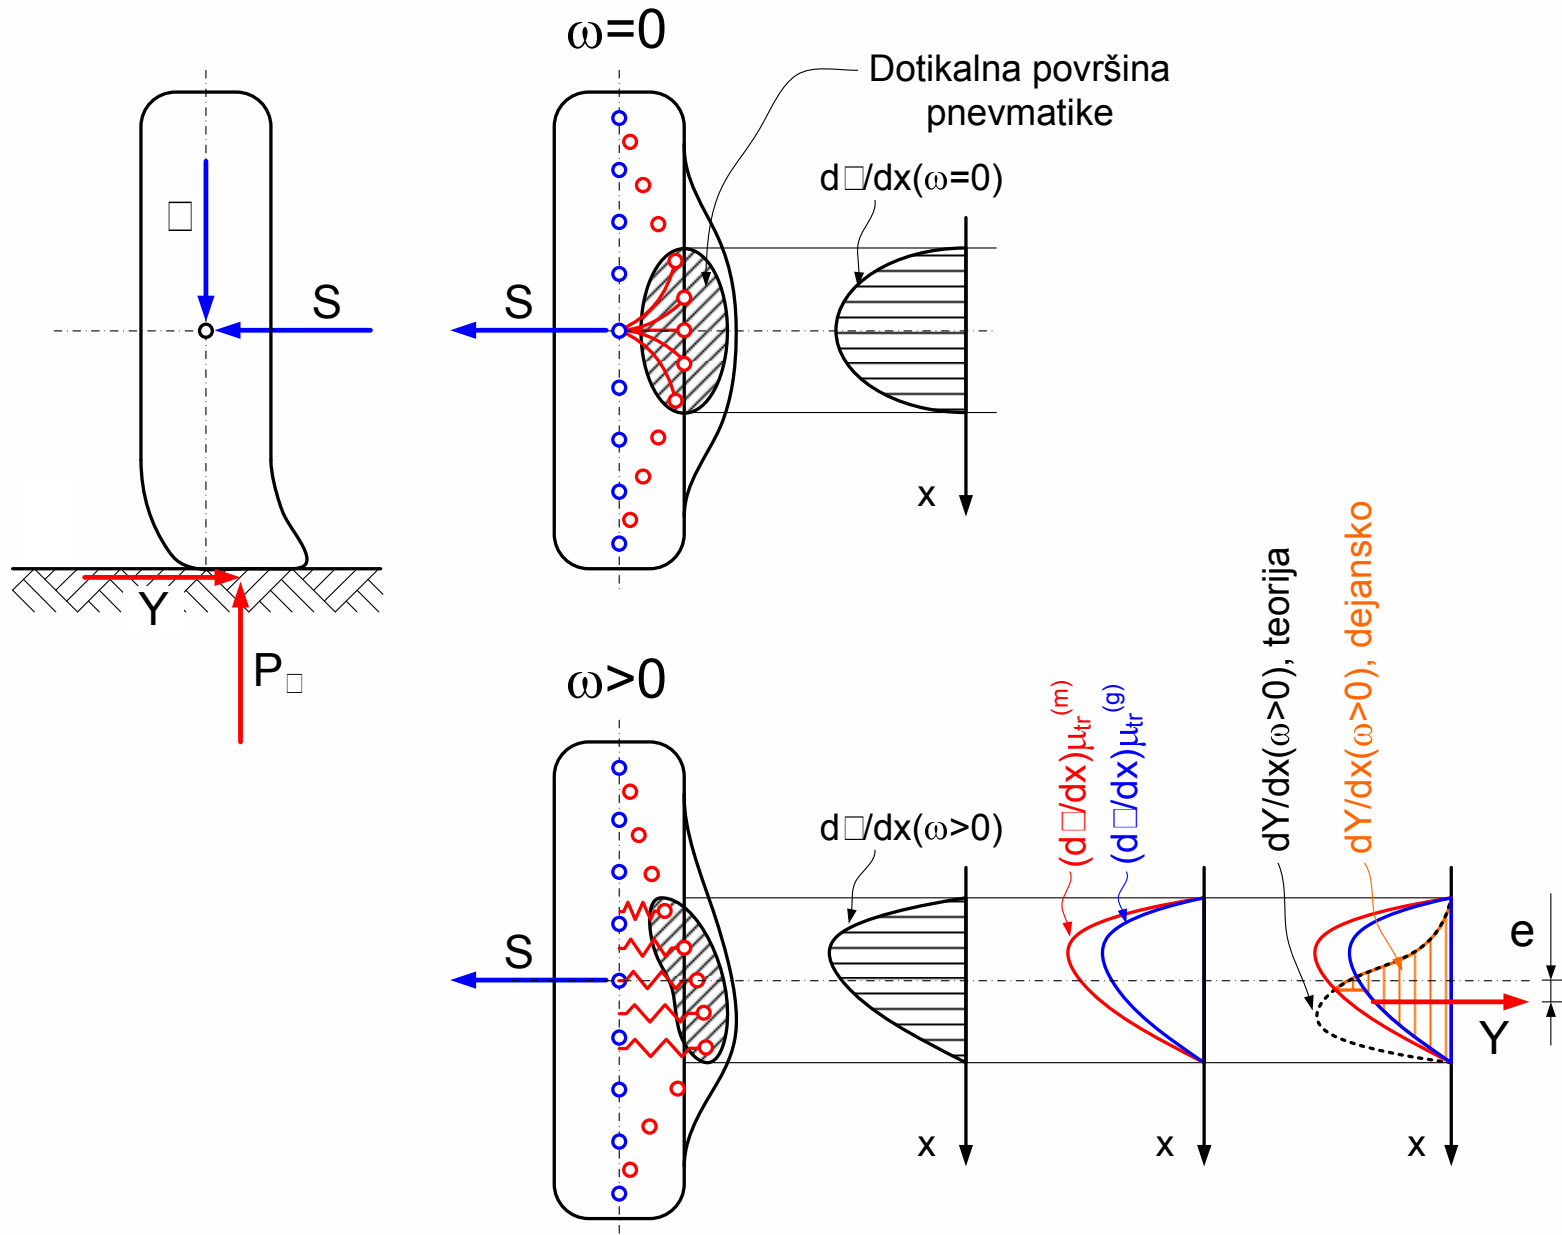 ω=0
Dotikalna površina
pnevmatike
d□/dx(ω=0)
□
S
S
x
Y
P□
ω>0
d□/dx(ω>0)
(d□/dx)μtr(m)
(d□/dx)μtr(g)
dY/dx(ω>0), teorija
dY/dx(ω>0), dejansko
S
e
Y
x
x
x